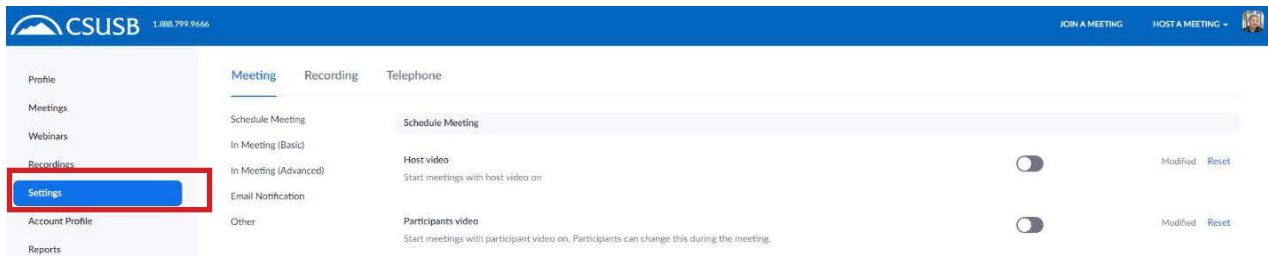 CSUSB 1.888.799.9666 JOIN A MEETING HOST A MEETING
Profile
Meetings
Webinars
Recordings
Settings
Account Profile
Reports
Meeting Recording Telephone
Schedule Meeting
In Meeting (Basic)
In Meeting (Advanced)
Email Notification
Other
Schedule Meeting
Host video Modified Reset
Start meetings with host video on
Participants video Modified Reset
Start meetings with participant video on. Participants can change this during the meeting.